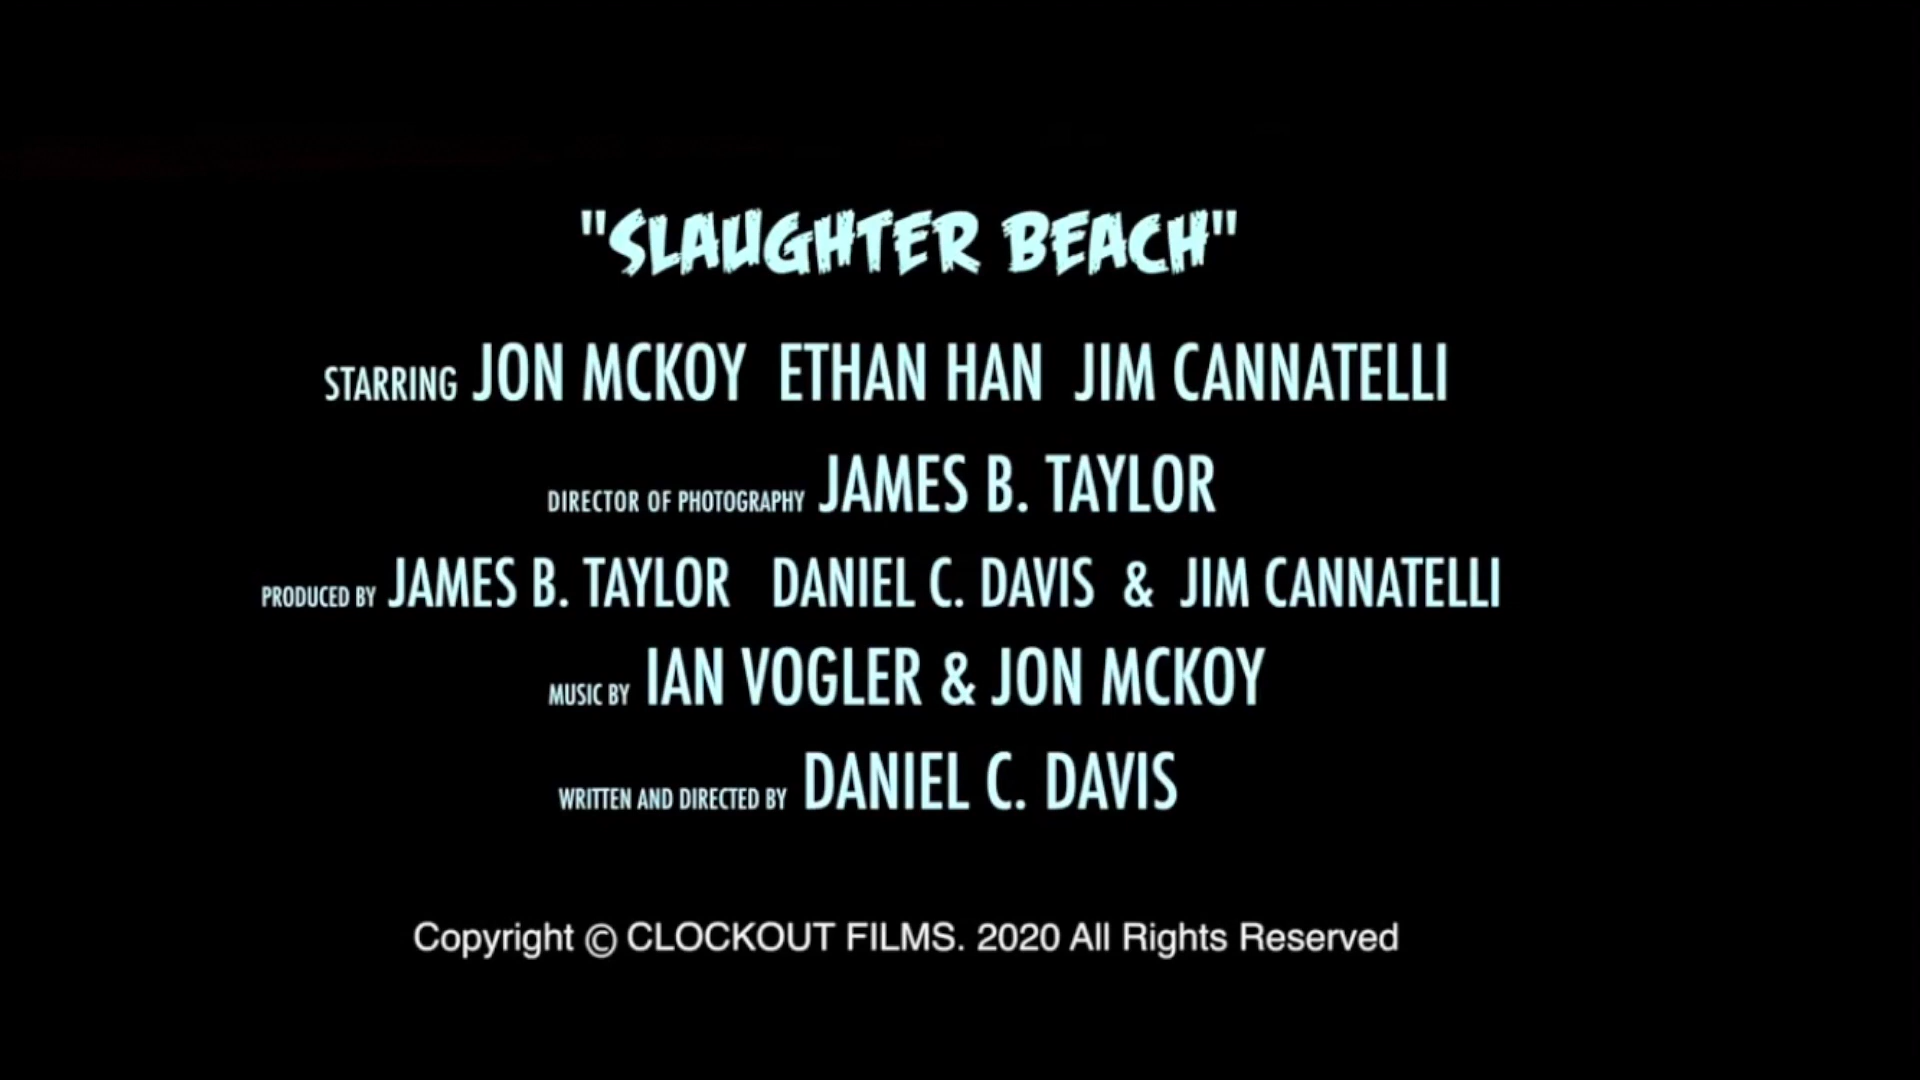 "SLAUGHTER BEACH"
STARRING JON MCKOY ETHAN HAN JIM CANNATELLI
DIRECTOR OF PHOTOGRAPHY JAMES B. TAYLOR
PRODUCED BY JAMES B. TAYLOR DANIEL C. DAVIS & JIM CANNATELLI
MUSIC BY IAN VOGLER & JON MCKOY
WRITTEN AND DIRECTED BY DANIEL C. DAVIS
Copyright © CLOCKOUT FILMS. 2020 All Rights Reserved